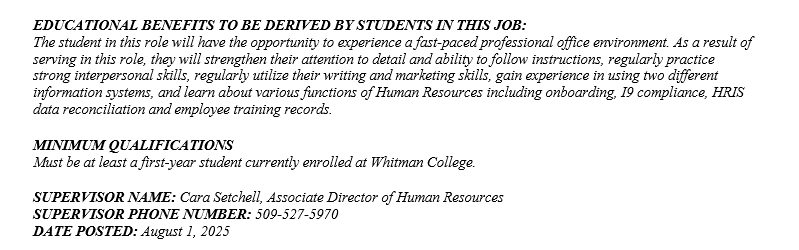 EDUCATIONAL BENEFITS TO BE DERIVED BY STUDENTS IN THIS JOB:
The student in this role will have the opportunity to experience a fast-paced professional office environment. As a result of
serving in this role, they will strengthen their attention to detail and ability to follow instructions, regularly practice
strong interpersonal skills, regularly utilize their writing and marketing skills, gain experience in using two different
information systems, and learn about various functions of Human Resources including onboarding, I9 compliance, HRIS
data reconciliation and employee training records.
MINIMUM QUALIFICATIONS
Must be at least a first-year student currently enrolled at Whitman College.
SUPERVISOR NAME: Cara Setchell, Associate Director of Human Resources
SUPERVISOR PHONE NUMBER: 509-527-5970
DATE POSTED: August 1, 2025